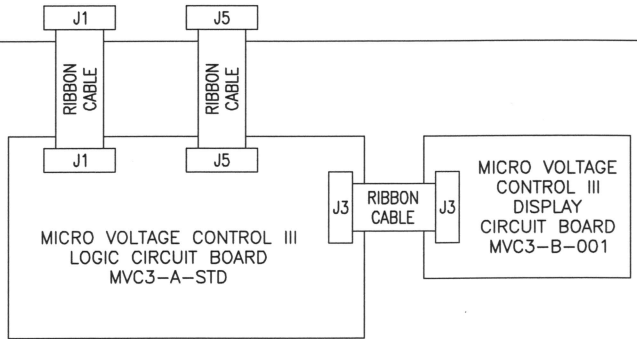 J1
J5
RIBBON
CABLE
RIBBON
CABLE
J1
J5
J3
RIBBON
CABLE
J3
MICRO VOLTAGE
CONTROL III
DISPLAY
CIRCUIT BOARD
MVC3-B-001
MICRO VOLTAGE CONTROL III
LOGIC CIRCUIT BOARD
MVC3-A-STD